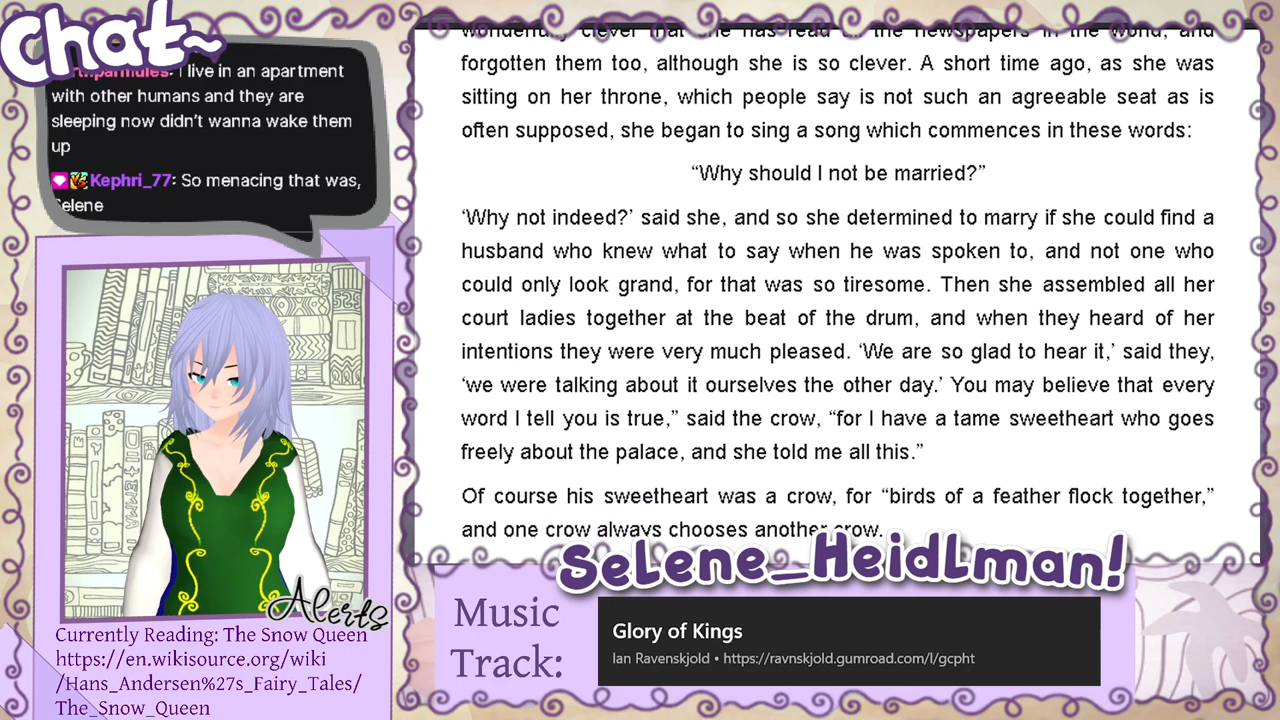 Chat~
I live in an apartment
with other humans and they are
sleeping now didn't wanna wake them
up
Kephri_77: So menacing that was,
Selene
wonderfully clever that she has read the newspapers in the world, and
forgotten them too, although she is so clever. A short time ago, as she was
sitting on her throne, which people say is not such an agreeable seat as is
often supposed, she began to sing a song which commences in these words:
“Why should I not be married?”
‘Why not indeed?’ said she, and so she determined to marry if she could find a
husband who knew what to say when he was spoken to, and not one who
could only look grand, for that was so tiresome. Then she assembled all her
court ladies together at the beat of the drum, and when they heard of her
intentions they were very much pleased. ‘We are so glad to hear it,’ said they,
‘we were talking about it ourselves the other day.’ You may believe that every
word I tell you is true,” said the crow, “for I have a tame sweetheart who goes
freely about the palace, and she told me all this.”
Of course his sweetheart was a crow, for “birds of a feather flock together,”
and one crow always chooses another crow.
Selene_Heidlman!
Alerts
Currently Reading: The Snow Queen
https://en.wikisource.org/wiki
/Hans_Andersen%27s_Fairy_Tales/
The_Snow_Queen
Music
Track:
Glory of Kings
Ian Ravenskjold • https://ravnskjold.gumroad.com/l/gcpht